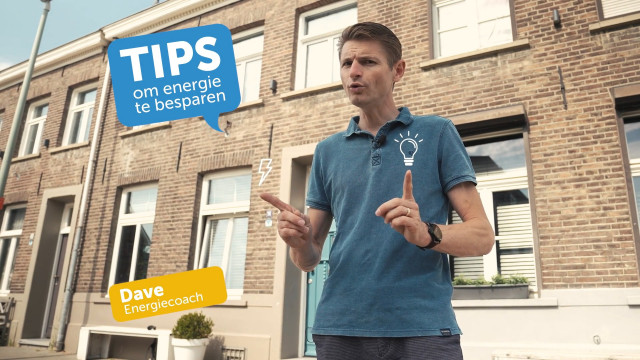 TIPS
om energie
te besparen
Dave
Energiecoach